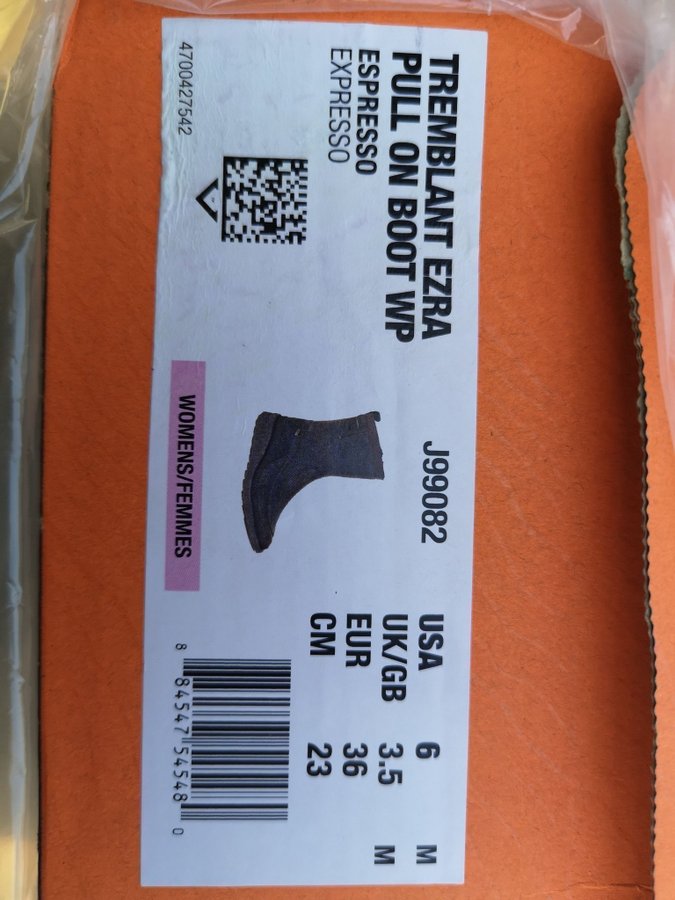 TREMBLANT EZRA
PULL ON BOOT WP
ESPRESSO
EXPRESSO
4700427542
J99082
WOMENS/FEMMES
USA 6 M
UK/GB 3.5 M
EUR 36
CM 23
8 84547 54548 0